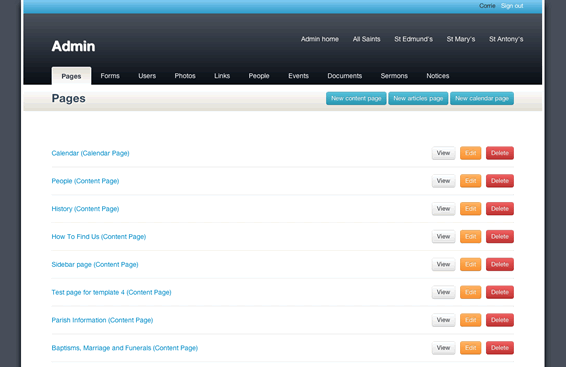 Corrie Sign out
Admin home All Saints St Edmund's St Mary's St Antony's
Admin
Pages Forms Users Photos Links People Events Documents Sermons Notices
Pages New content page New articles page New calendar page
Calendar (Calendar Page) View Edit Delete
People (Content Page) View Edit Delete
History (Content Page) View Edit Delete
How To Find Us (Content Page) View Edit Delete
Sidebar page (Content Page) View Edit Delete
Test page for template 4 (Content Page) View Edit Delete
Parish Information (Content Page) View Edit Delete
Baptisms, Marriage and Funerals (Content Page) View Edit Delete